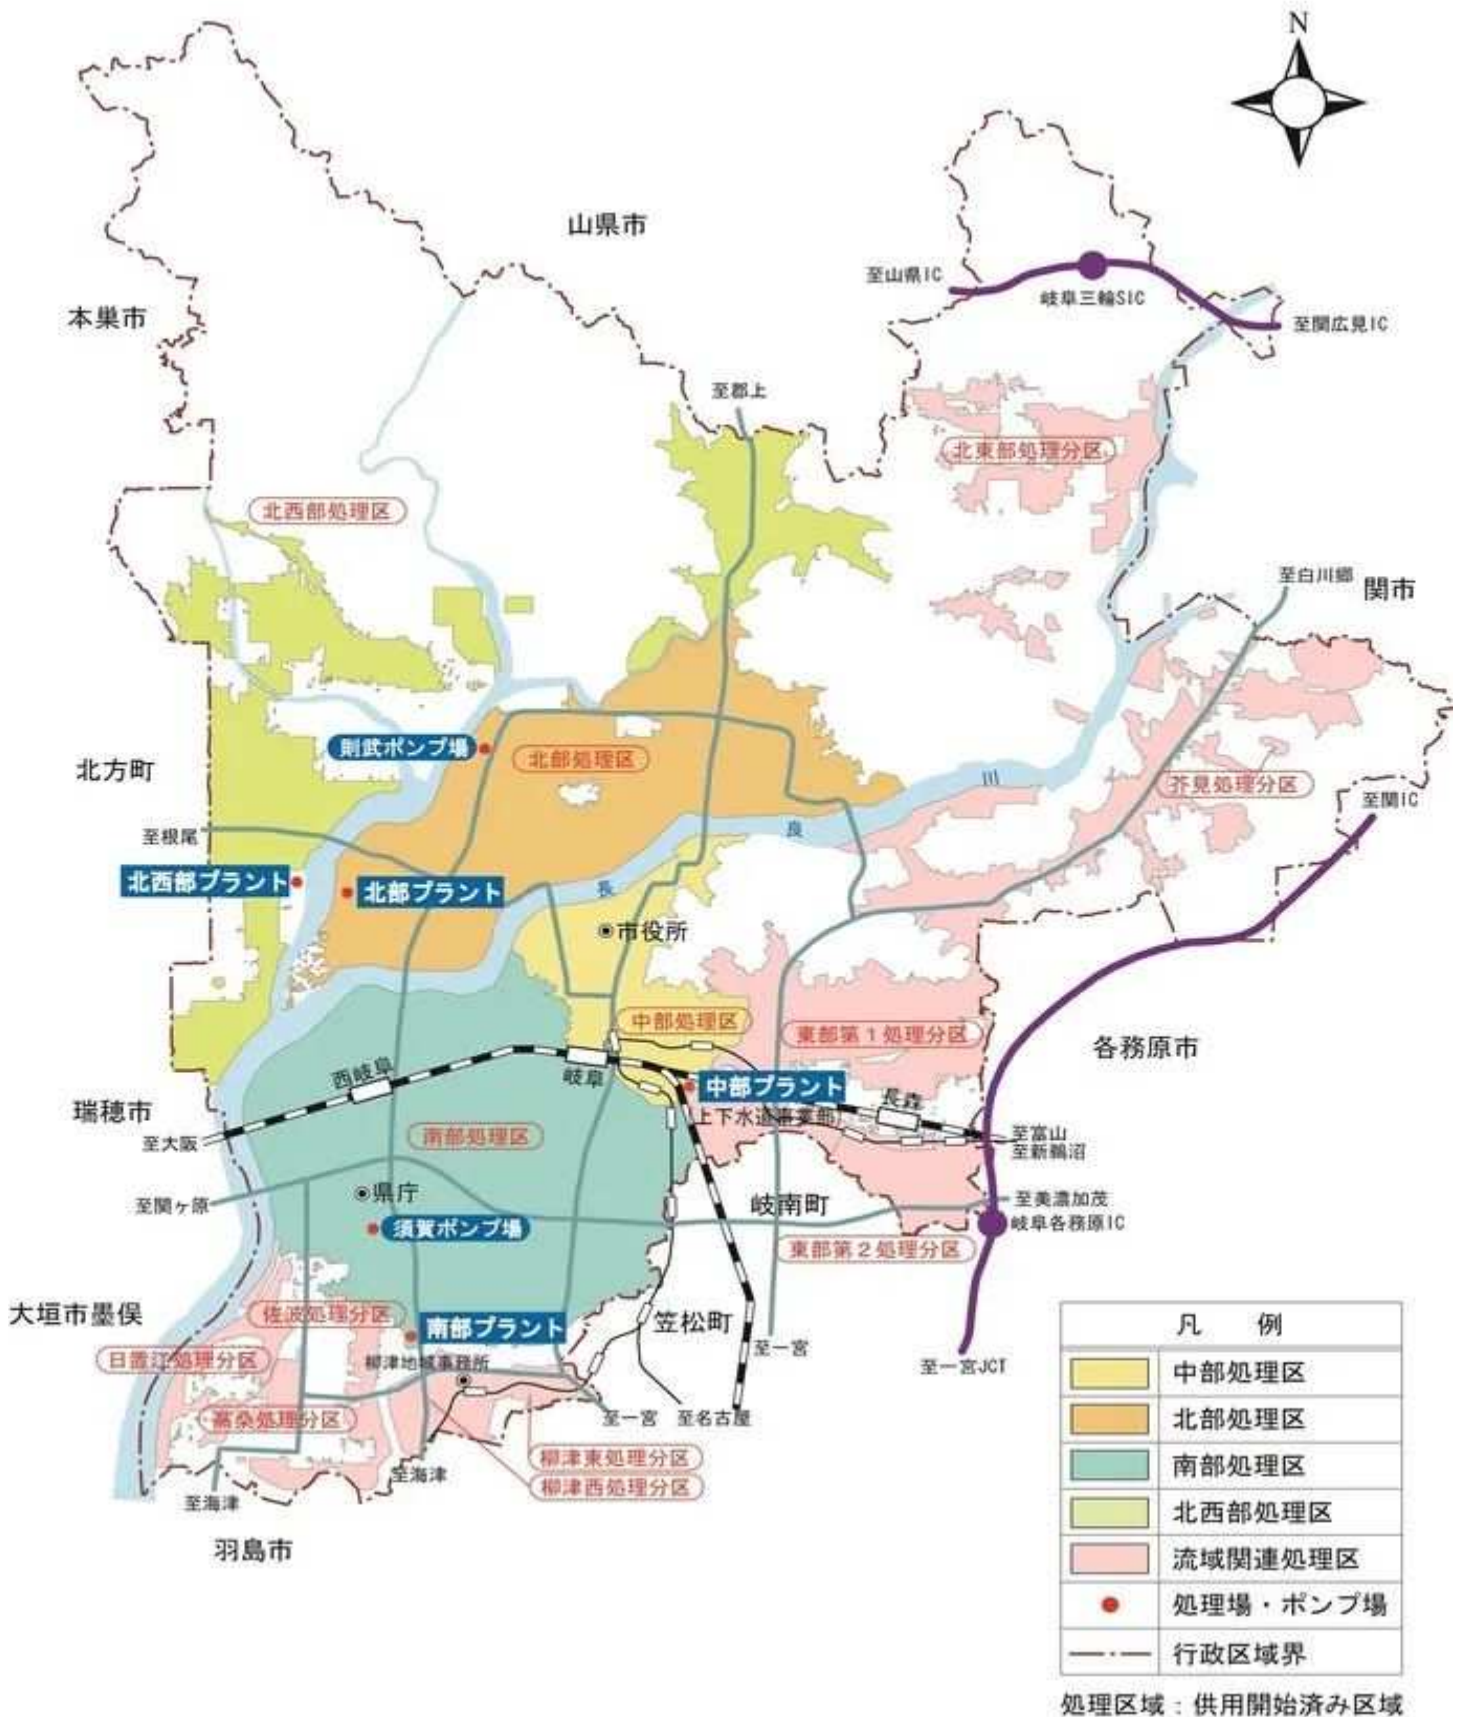 N
山県市
至山県IC
岐阜三輪SIC
本巣市
至関広見IC
至郡上
北東部処理分区
北西部処理区
至白川郷
関市
則武ポンプ場
北部処理区
北方町
川
芥見処理分区
至関IC
至根尾
良
北西部プラント
北部プラント
長
市役所
中部処理区
東部第1処理分区
各務原市
西岐阜
岐阜
中部プラント
瑞穂市
長森
上下水道事業部
至大阪
南部処理区
至富山
至新鵜沼
県庁
至関ヶ原
岐南町
至美濃加茂
岐阜各務原IC
須賀ポンプ場
東部第2処理分区
大垣市墨俣
佐波処理分区
南部プラント
笠松町
日置江処理分区
柳津地域事務所
至一宮
至一宮JCT
高桑処理分区
至一宮
至名古屋
柳津東処理分区
至海津
柳津西処理分区
至海津
羽島市
凡 例
中部処理区
北部処理区
南部処理区
北西部処理区
流域関連処理区
処理場・ポンプ場
行政区域界
処理区域：供用開始済み区域